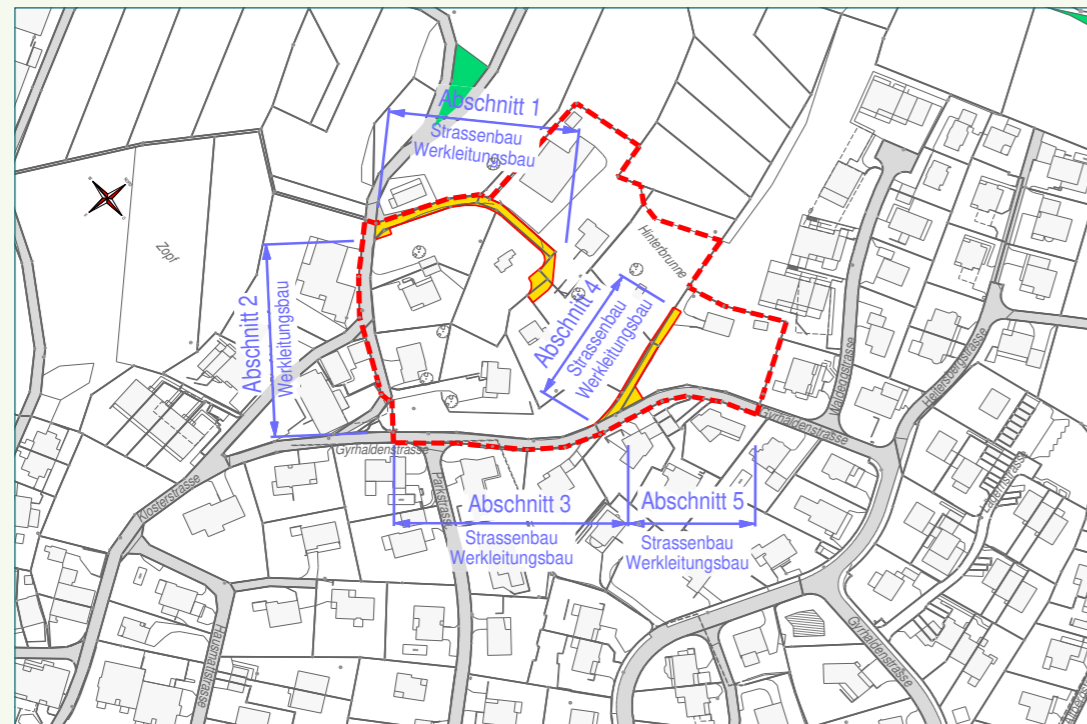 Abschnitt 1
Strassenbau
Werkleitungsbau
Zopf
Hinterbrunne
Abschnitt 2
Werkleitungsbau
Abschnitt 4
Strassenbau
Werkleitungsbau
Gyrhaldenstrasse
Gyrhaldenstrasse
Klosterstrasse
Parkstrasse
Abschnitt 3
Strassenbau
Werkleitungsbau
Abschnitt 5
Strassenbau
Werkleitungsbau
Gyrhaldenstrasse